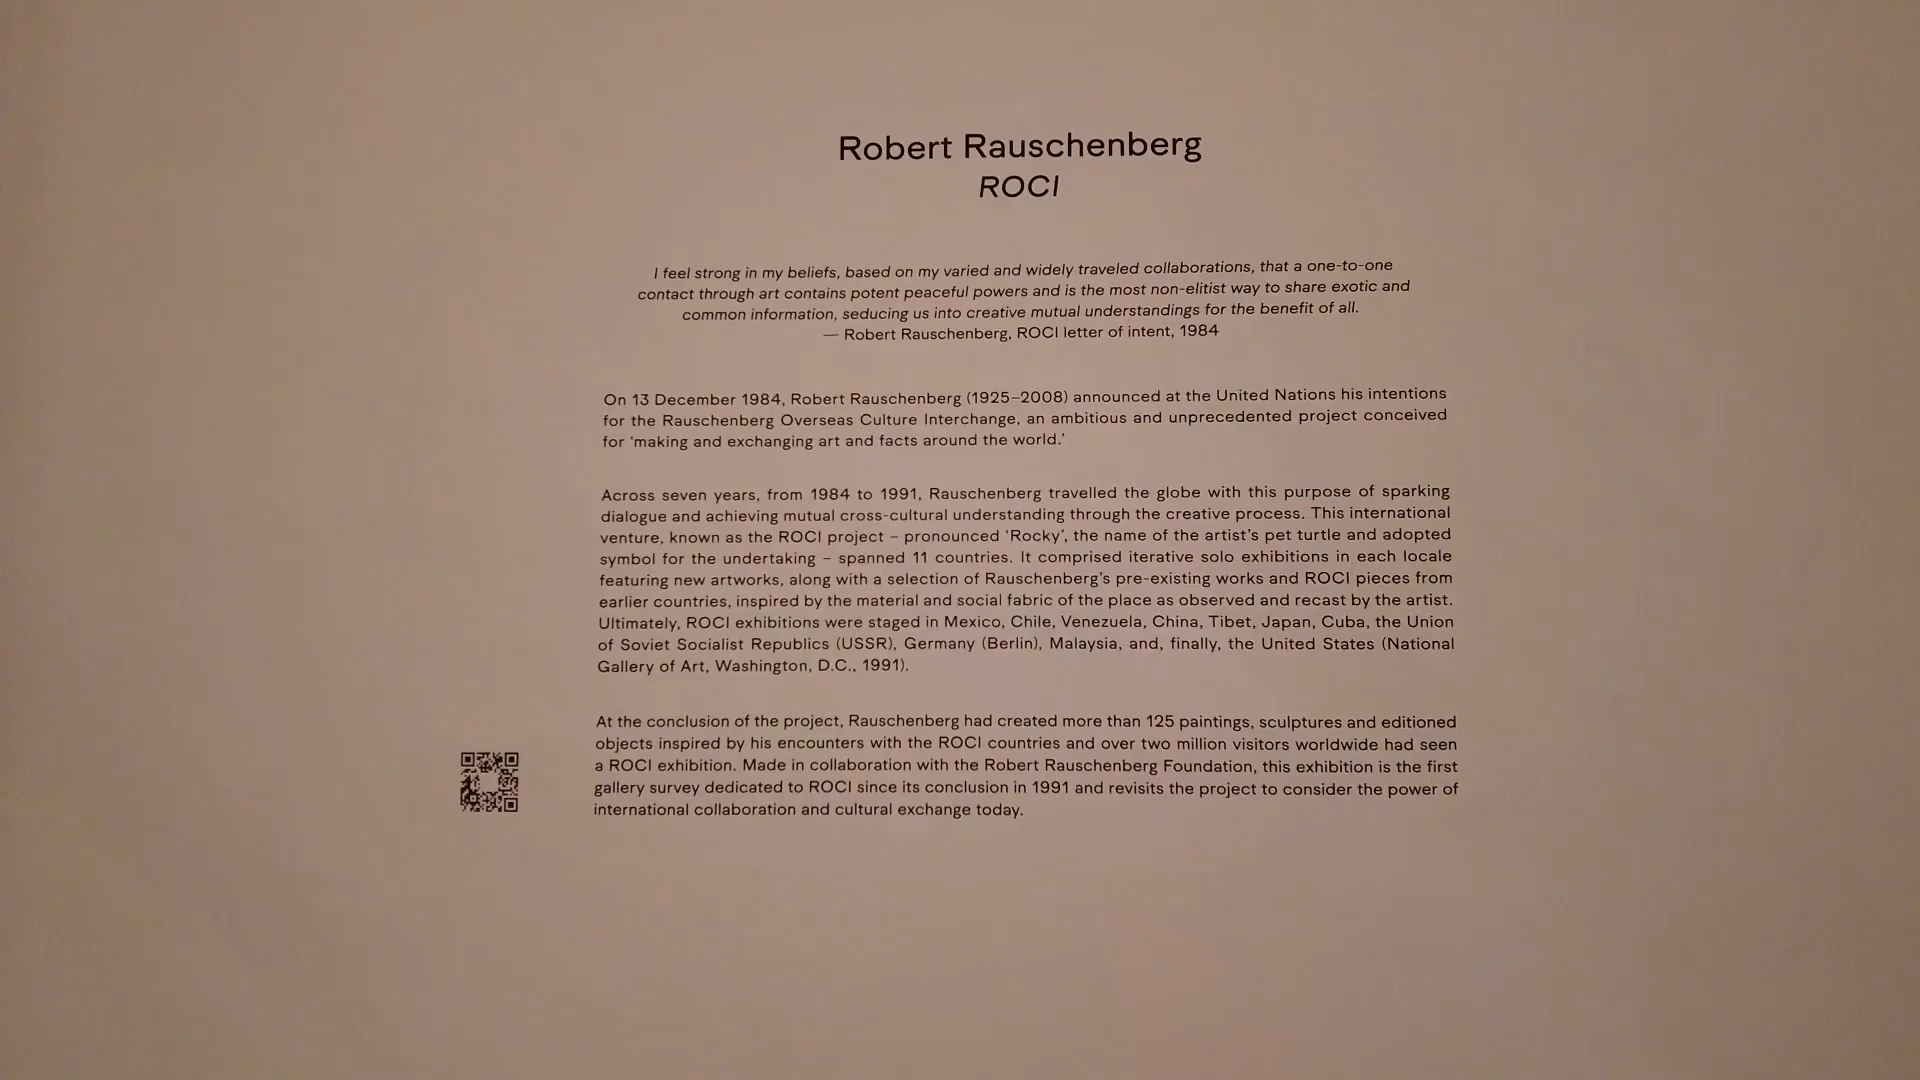 Robert Rauschenberg
ROCI
I feel strong in my beliefs, based on my varied and widely traveled collaborations, that a one-to-one
contact through art contains potent peaceful powers and is the most non-elitist way to share exotic and
common information, seducing us into creative mutual understandings for the benefit of all.
— Robert Rauschenberg, ROCI letter of intent, 1984
On 13 December 1984, Robert Rauschenberg (1925–2008) announced at the United Nations his intentions
for the Rauschenberg Overseas Culture Interchange, an ambitious and unprecedented project conceived
for ‘making and exchanging art and facts around the world.’
Across seven years, from 1984 to 1991, Rauschenberg travelled the globe with this purpose of sparking
dialogue and achieving mutual cross-cultural understanding through the creative process. This international
venture, known as the ROCI project – pronounced ‘Rocky’, the name of the artist’s pet turtle and adopted
symbol for the undertaking – spanned 11 countries. It comprised iterative solo exhibitions in each locale
featuring new artworks, along with a selection of Rauschenberg’s pre-existing works and ROCI pieces from
earlier countries, inspired by the material and social fabric of the place as observed and recast by the artist.
Ultimately, ROCI exhibitions were staged in Mexico, Chile, Venezuela, China, Tibet, Japan, Cuba, the Union
of Soviet Socialist Republics (USSR), Germany (Berlin), Malaysia, and, finally, the United States (National
Gallery of Art, Washington, D.C., 1991).
At the conclusion of the project, Rauschenberg had created more than 125 paintings, sculptures and editioned
objects inspired by his encounters with the ROCI countries and over two million visitors worldwide had seen
a ROCI exhibition. Made in collaboration with the Robert Rauschenberg Foundation, this exhibition is the first
gallery survey dedicated to ROCI since its conclusion in 1991 and revisits the project to consider the power of
international collaboration and cultural exchange today.